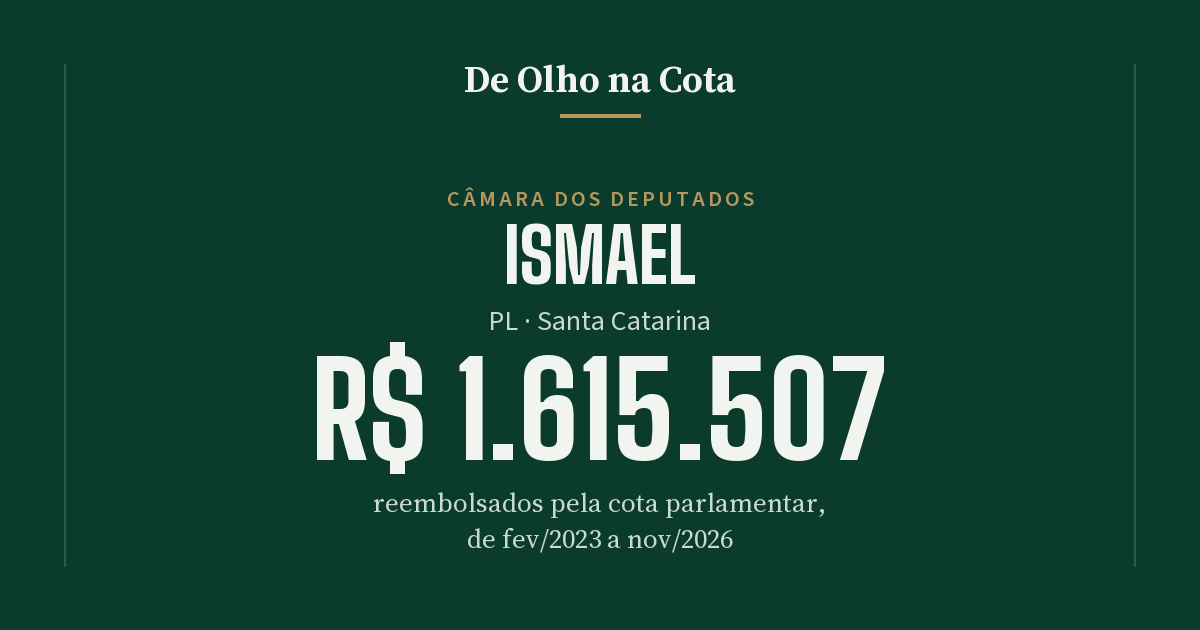 De Olho na Cota
CÂMARA DOS DEPUTADOS
ISMAEL
PL · Santa Catarina
R$ 1.615.507
reembolsados pela cota parlamentar,
de fev/2023 a nov/2026